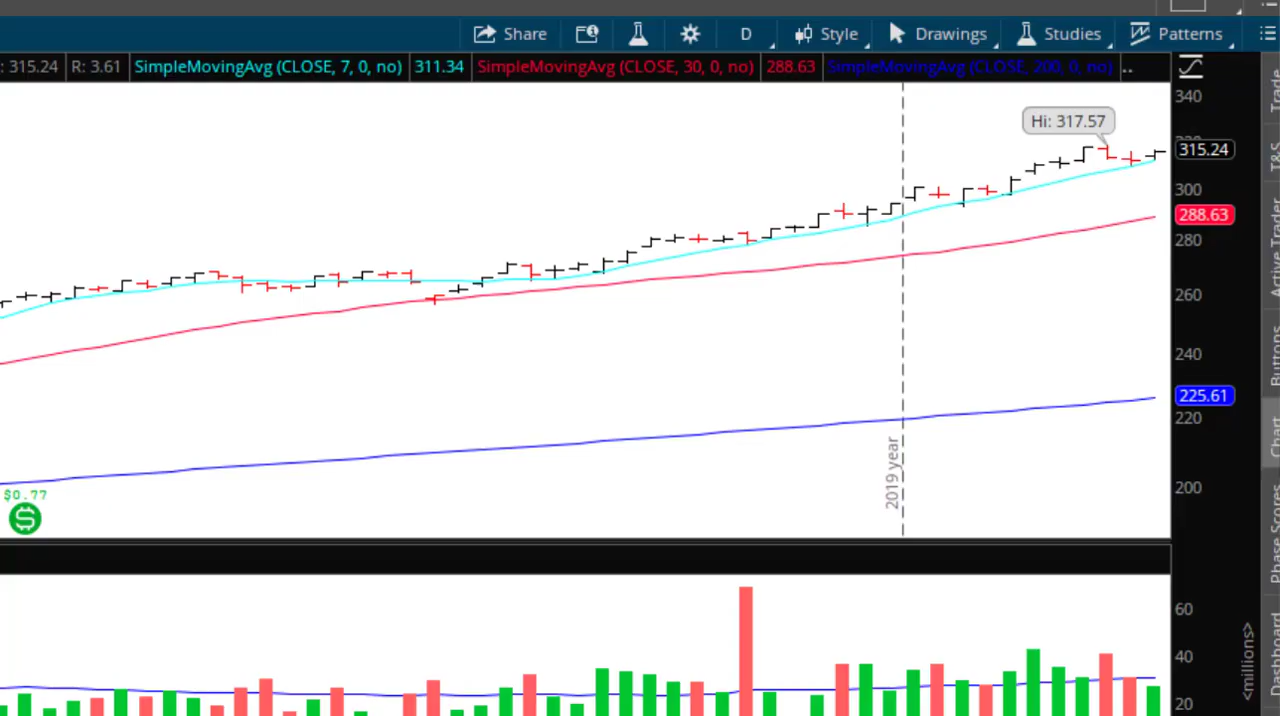 Share D Style Drawings Studies Patterns
: 315.24 R: 3.61 SimpleMovingAvg (CLOSE, 7, 0, no) 311.34 SimpleMovingAvg (CLOSE, 30, 0, no) 288.63 SimpleMovingAvg (CLOSE, 200, 0, no) ..
340
Hi: 317.57
315.24
300
288.63
280
260
240
225.61
220
200
2019 year
$0.77
$
60
40
20
<millions>
Trade
T&S
Active Trader
Buttons
Chart
Phase Scores
Dashboard